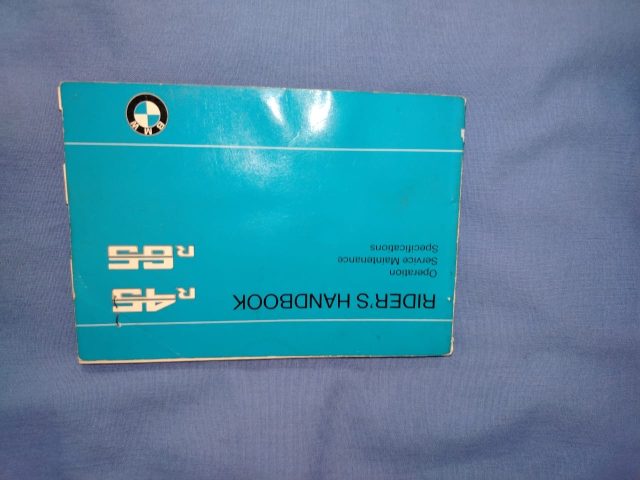 RIDER'S HANDBOOK
Operation
Service Maintenance
Specifications
R 45
R 65
BMW